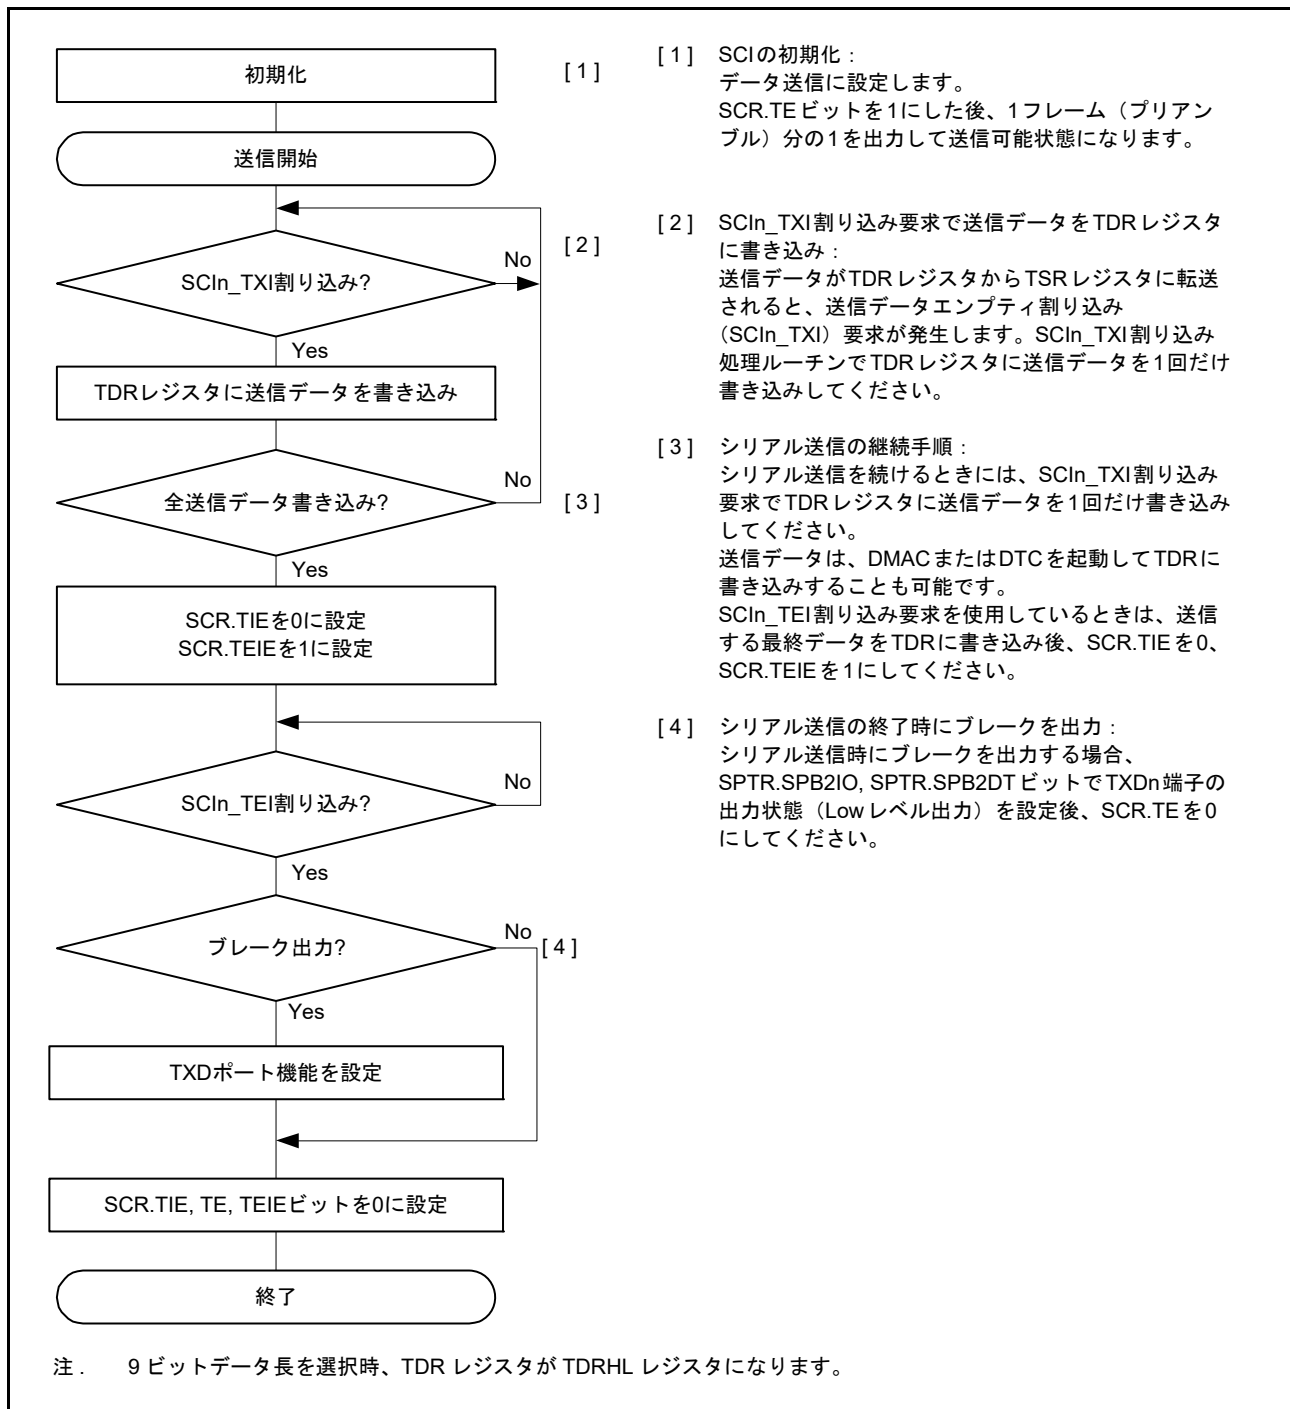 初期化
[ 1 ]
送信開始
[ 2 ]
No
SCIn_TXI割り込み?
Yes
TDRレジスタに送信データを書き込み
No
全送信データ書き込み?
[ 3 ]
Yes
SCR.TIEを0に設定
SCR.TEIEを1に設定
No
SCIn_TEI割り込み?
Yes
No
[ 4 ]
ブレーク出力?
Yes
TXDポート機能を設定
SCR.TIE, TE, TEIEビットを0に設定
終了
[ 1 ] SCIの初期化：
データ送信に設定します。
SCR.TEビットを1にした後、1フレーム（プリアン
ブル）分の1を出力して送信可能状態になります。
[ 2 ] SCIn_TXI割り込み要求で送信データをTDRレジスタ
に書き込み：
送信データがTDRレジスタからTSRレジスタに転送
されると、送信データエンプティ割り込み
（SCIn_TXI）要求が発生します。SCIn_TXI割り込み
処理ルーチンでTDRレジスタに送信データを1回だけ
書き込みしてください。
[ 3 ] シリアル送信の継続手順：
シリアル送信を続けるときには、SCIn_TXI割り込み
要求でTDRレジスタに送信データを1回だけ書き込み
してください。
送信データは、DMACまたはDTCを起動してTDRに
書き込みすることも可能です。
SCIn_TEI割り込み要求を使用しているときは、送信
する最終データをTDRに書き込み後、SCR.TIEを0、
SCR.TEIEを1にしてください。
[ 4 ] シリアル送信の終了時にブレークを出力：
シリアル送信時にブレークを出力する場合、
SPTR.SPB2IO, SPTR.SPB2DTビットでTXDn端子の
出力状態（Lowレベル出力）を設定後、SCR.TEを0
にしてください。
注 . 9 ビットデータ長を選択時、TDR レジスタが TDRHL レジスタになります。